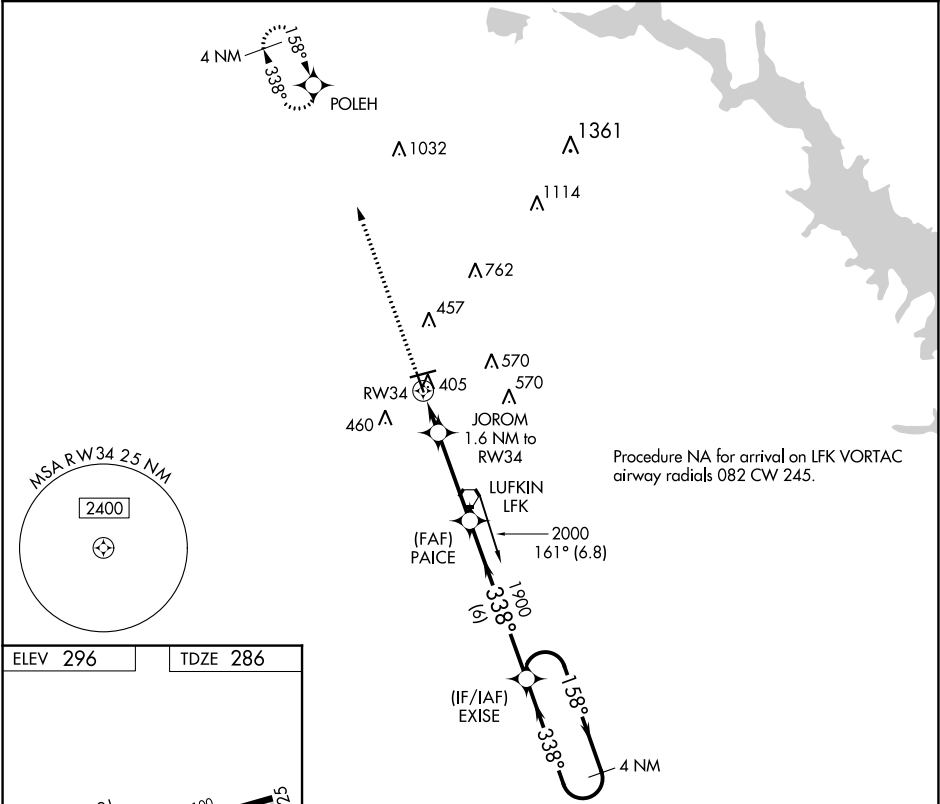 158°
4 NM
338°
POLEH
1032
1361
1114
762
457
570
405
570
RW34
460
JOROM
1.6 NM to
RW34
Procedure NA for arrival on LFK VORTAC
airway radials 082 CW 245.
MSA RW34 25 NM
2400
LUFKIN
LFK
(FAF)
PAICE
2000
161° (6.8)
1900
338°
(6)
ELEV 296
TDZE 286
(IF/IAF)
EXISE
158°
338°
4 NM
25